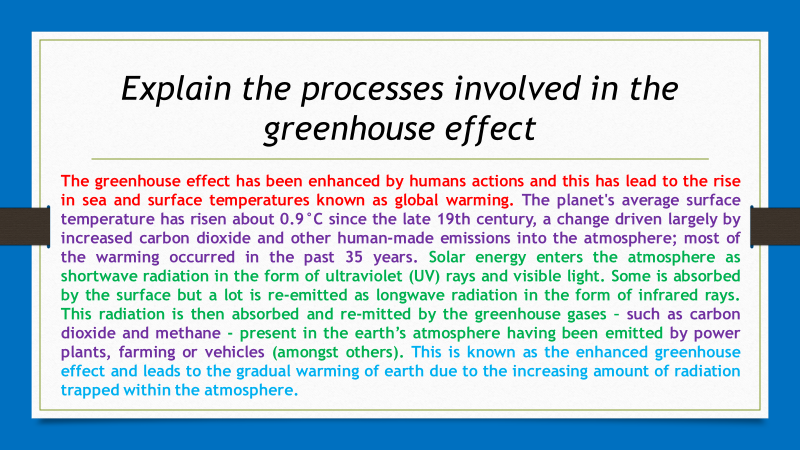 Explain the processes involved in the
greenhouse effect
The greenhouse effect has been enhanced by humans actions and this has lead to the rise
in sea and surface temperatures known as global warming. The planet's average surface
temperature has risen about 0.9°C since the late 19th century, a change driven largely by
increased carbon dioxide and other human-made emissions into the atmosphere; most of
the warming occurred in the past 35 years. Solar energy enters the atmosphere as
shortwave radiation in the form of ultraviolet (UV) rays and visible light. Some is absorbed
by the surface but a lot is re-emitted as longwave radiation in the form of infrared rays.
This radiation is then absorbed and re-mitted by the greenhouse gases – such as carbon
dioxide and methane - present in the earth’s atmosphere having been emitted by power
plants, farming or vehicles (amongst others). This is known as the enhanced greenhouse
effect and leads to the gradual warming of earth due to the increasing amount of radiation
trapped within the atmosphere.